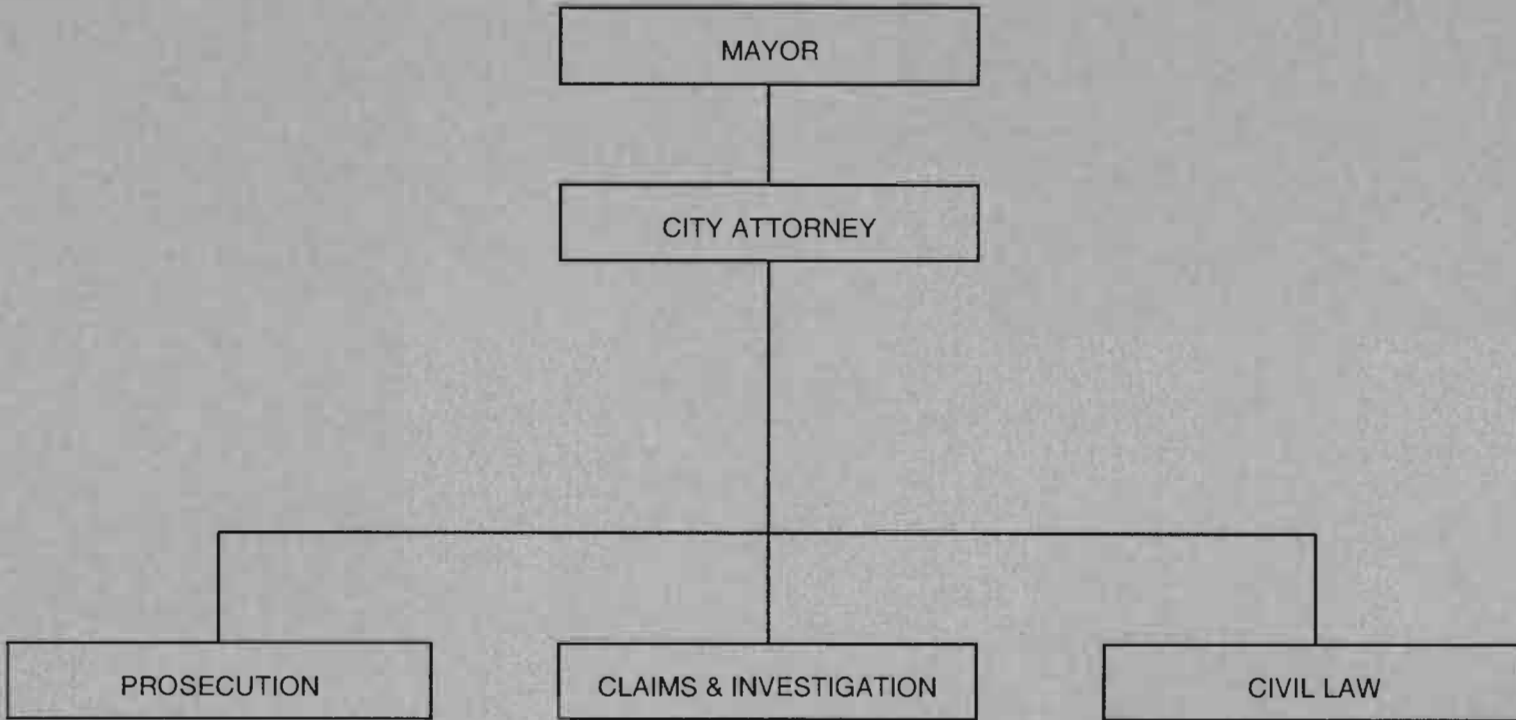 MAYOR
CITY ATTORNEY
PROSECUTION
CLAIMS & INVESTIGATION
CIVIL LAW